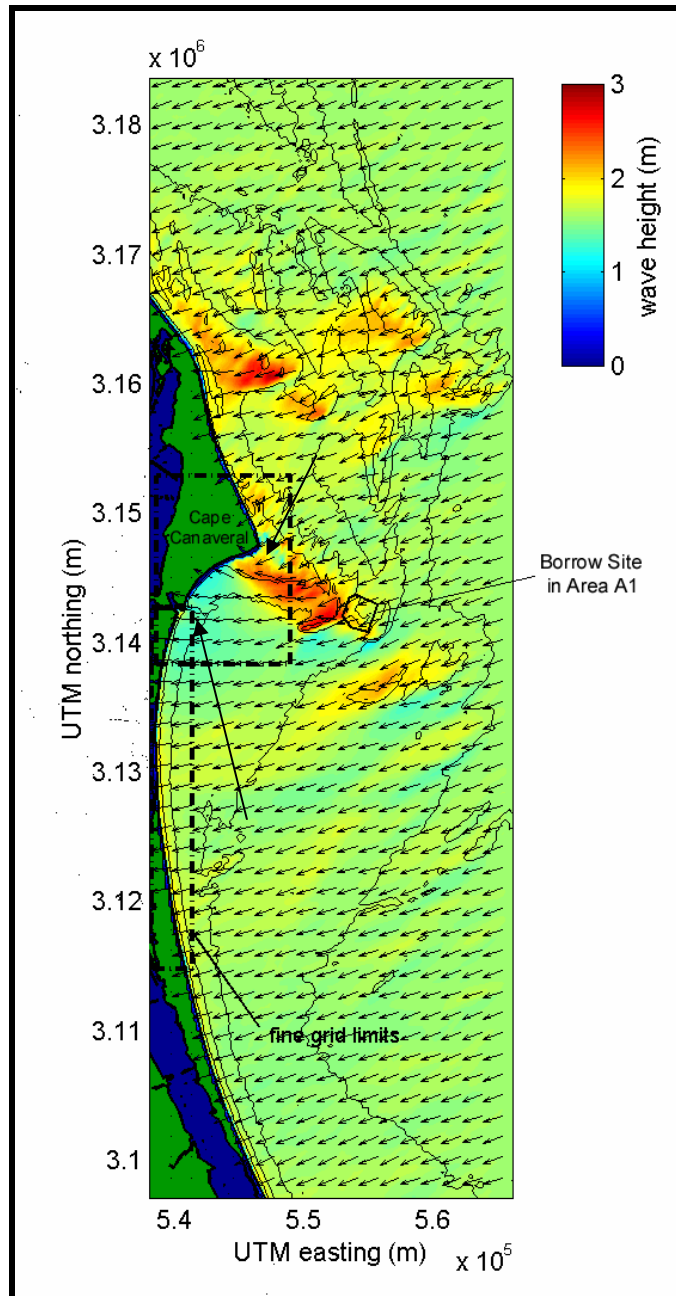 x 10^6
3.18
3.17
3.16
3.15
3.14
3.13
3.12
3.11
3.1
UTM northing (m)
Cape
Canaveral
fine grid limits
5.4 5.5 5.6
UTM easting (m)
x 10^5
3
2
1
0
wave height (m)
Borrow Site
in Area A1